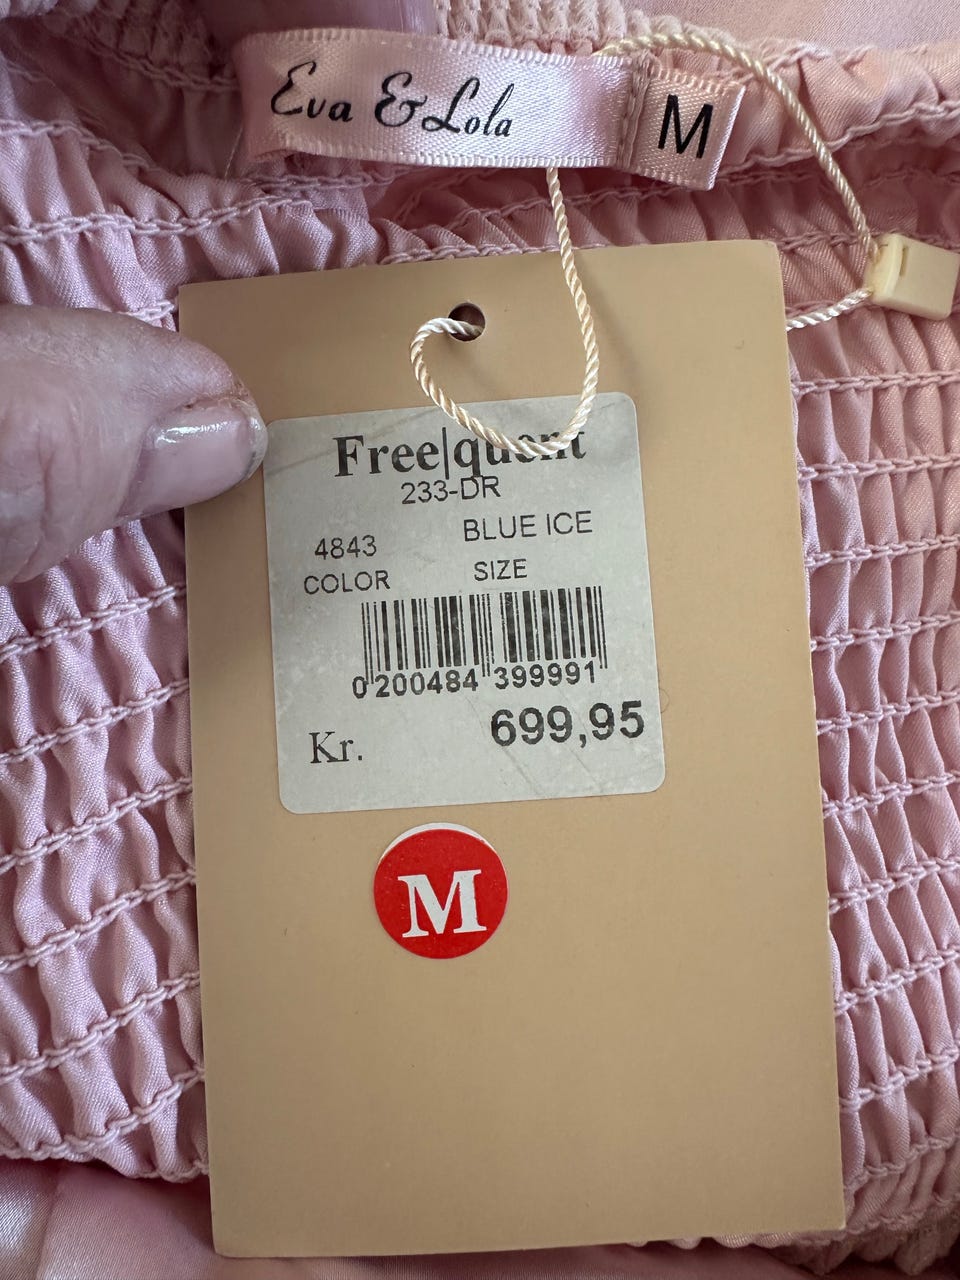 Eva & Lola
M
Free|quent
233-DR
4843 BLUE ICE
COLOR SIZE
0 200484 399991
Kr. 699,95
M